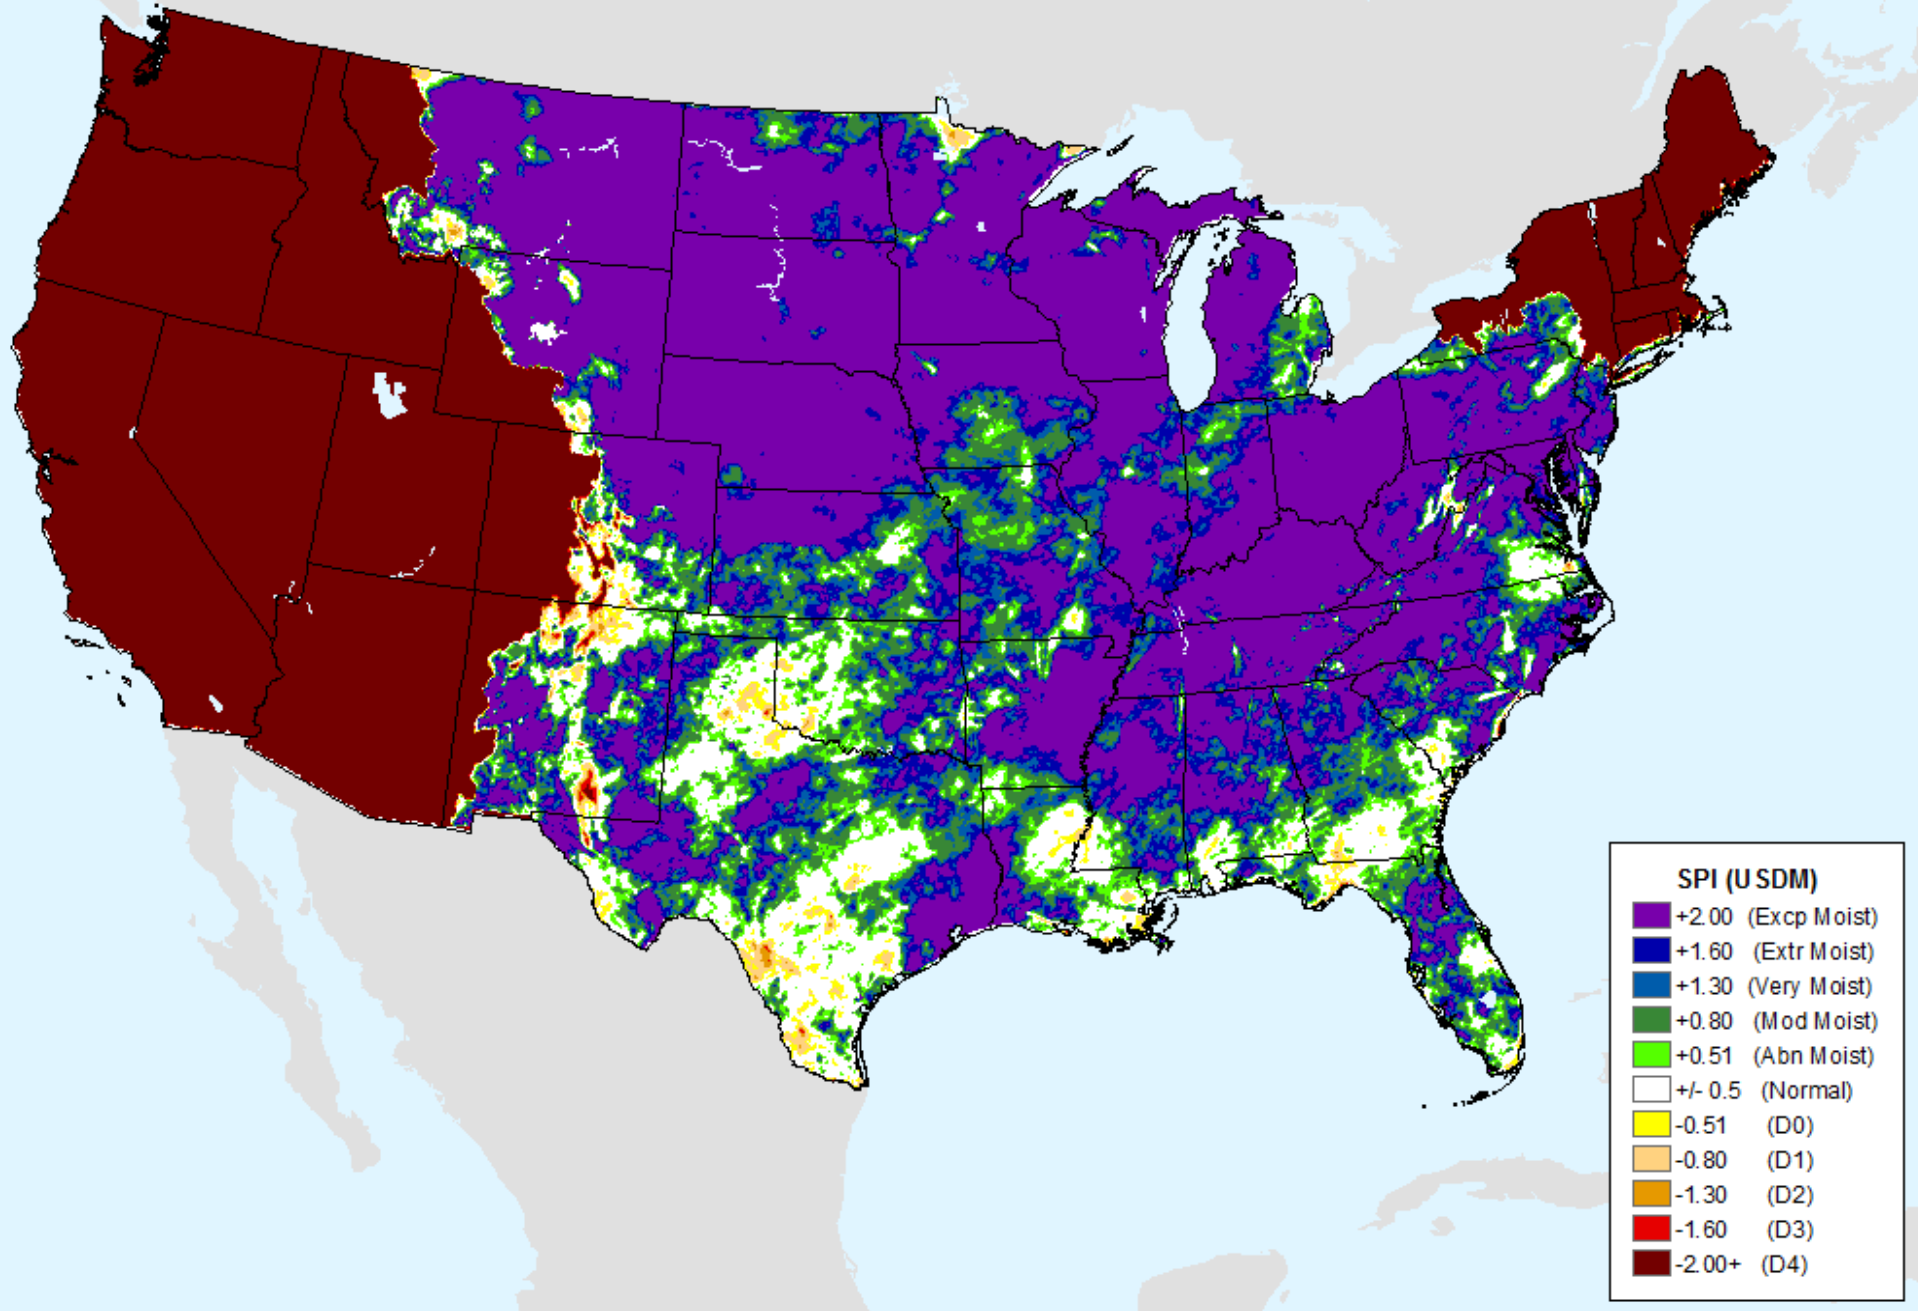 SPI (USDM)
+2.00 (Excp Moist)
+1.60 (Extr Moist)
+1.30 (Very Moist)
+0.80 (Mod Moist)
+0.51 (Abn Moist)
+/- 0.5 (Normal)
-0.51 (D0)
-0.80 (D1)
-1.30 (D2)
-1.60 (D3)
-2.00+ (D4)